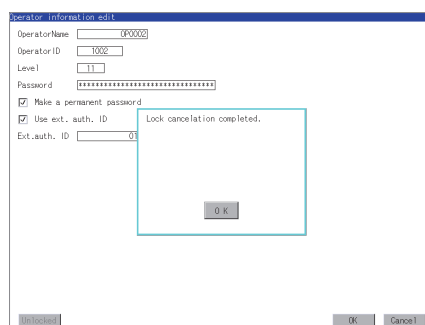 Operator information edit
OperatorName OP0002
OperatorID 1002
Level 11
Password ********************************
Make a permanent password
Use ext. auth. ID
Lock cancelation completed.
Ext.auth. ID 01
OK
Unlocked OK Cancel